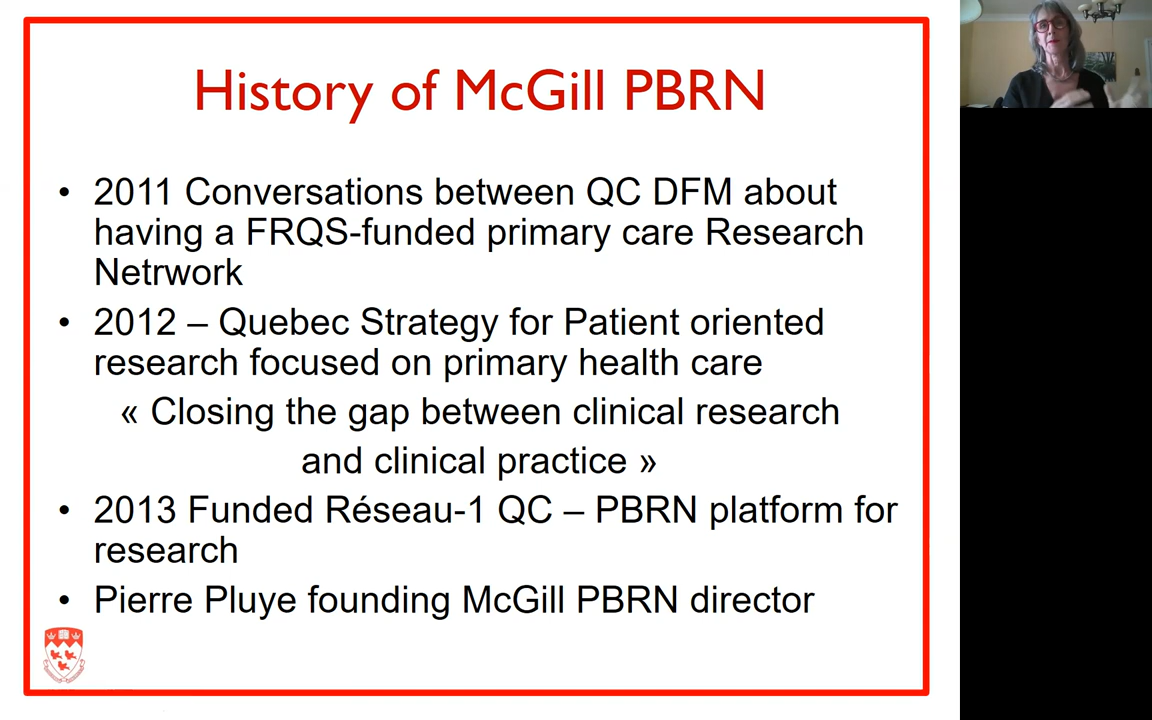 History of McGill PBRN
• 2011 Conversations between QC DFM about
having a FRQS-funded primary care Research
Netrwork
• 2012 – Quebec Strategy for Patient oriented
research focused on primary health care
« Closing the gap between clinical research
and clinical practice »
• 2013 Funded Réseau-1 QC – PBRN platform for
research
• Pierre Pluye founding McGill PBRN director